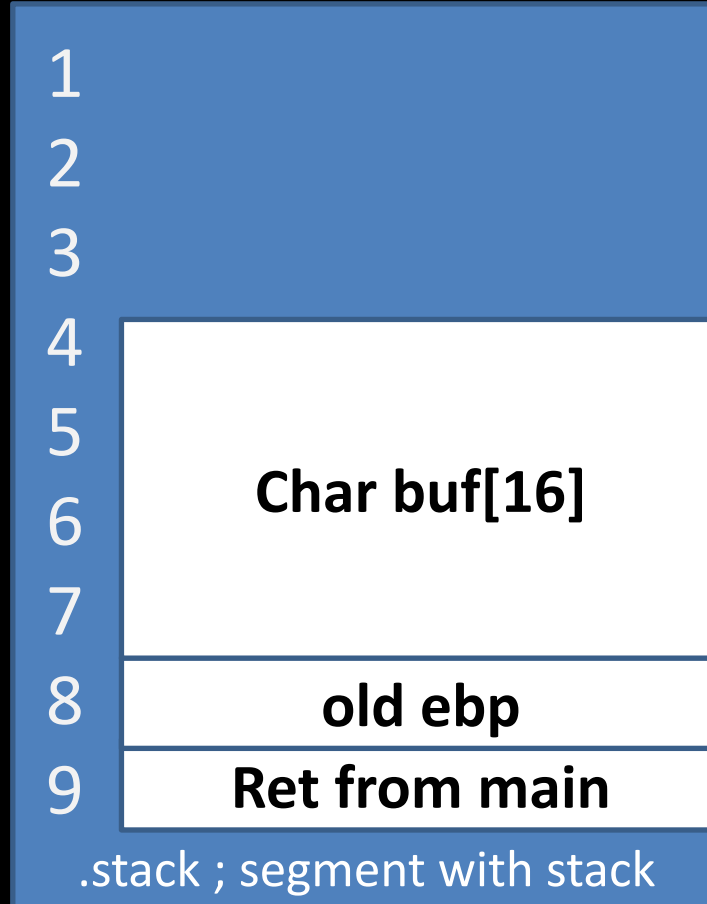 1
2
3
4
5
Char buf[16]
6
7
8 old ebp
9 Ret from main
.stack ; segment with stack